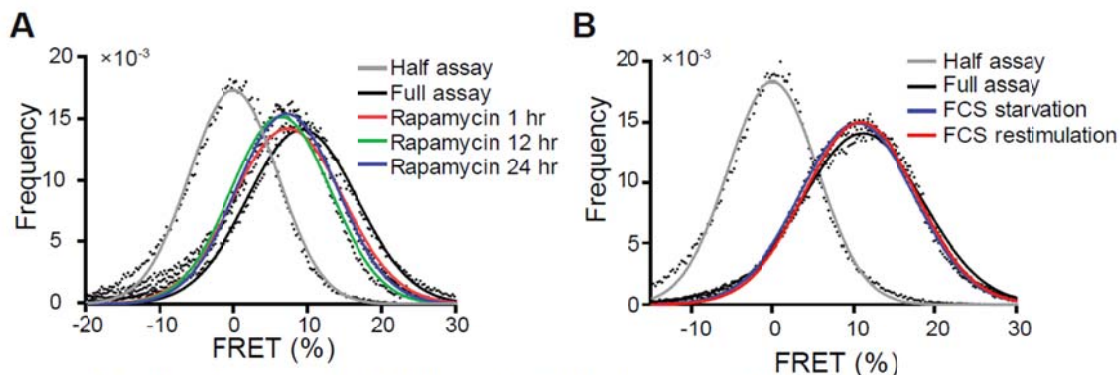 A
×10⁻³
20
15
10
5
0
Frequency
-20
0
10
20
30
FRET (%)
Half assay
Full assay
Rapamycin 1 hr
Rapamycin 12 hr
Rapamycin 24 hr
B
×10⁻³
20
15
10
5
0
Frequency
-10
0
10
20
30
FRET (%)
Half assay
Full assay
FCS starvation
FCS restimulation